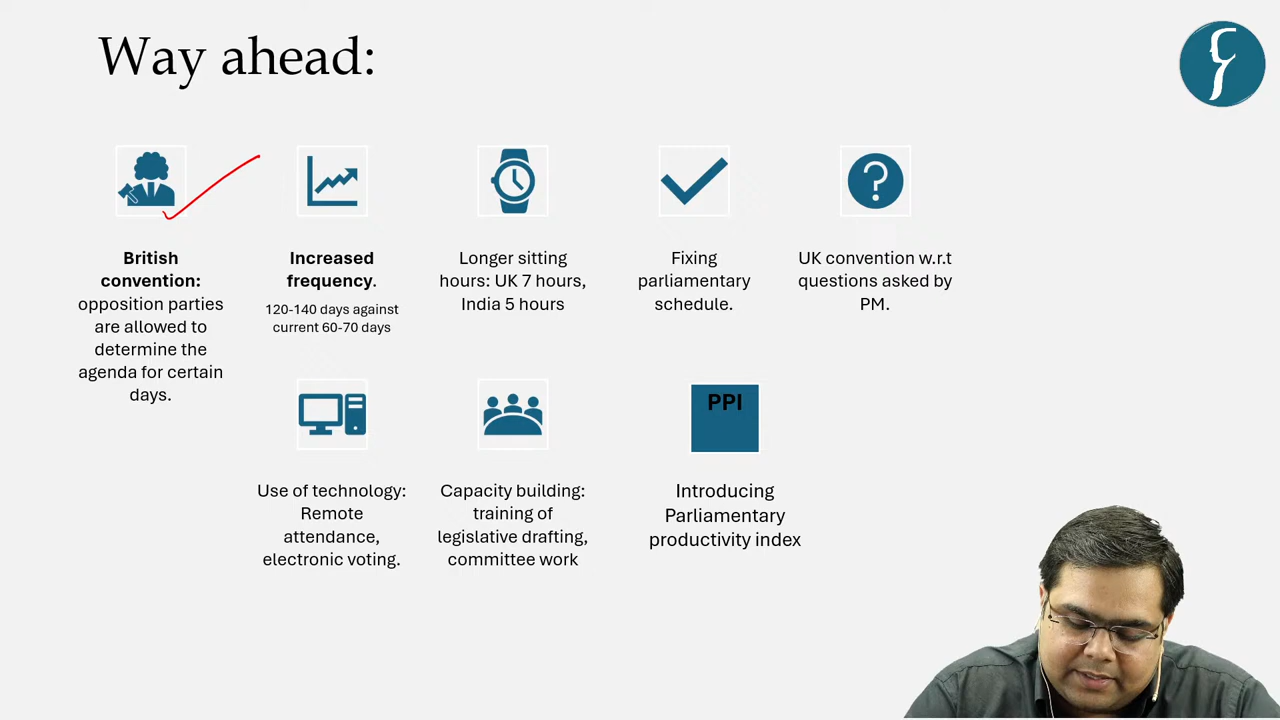 Way ahead:
British
convention:
opposition parties
are allowed to
determine the
agenda for certain
days.
Increased
frequency.
120-140 days against
current 60-70 days
Longer sitting
hours: UK 7 hours,
India 5 hours
Fixing
parliamentary
schedule.
UK convention w.r.t
questions asked by
PM.
Use of technology:
Remote
attendance,
electronic voting.
Capacity building:
training of
legislative drafting,
committee work
PPI
Introducing
Parliamentary
productivity index